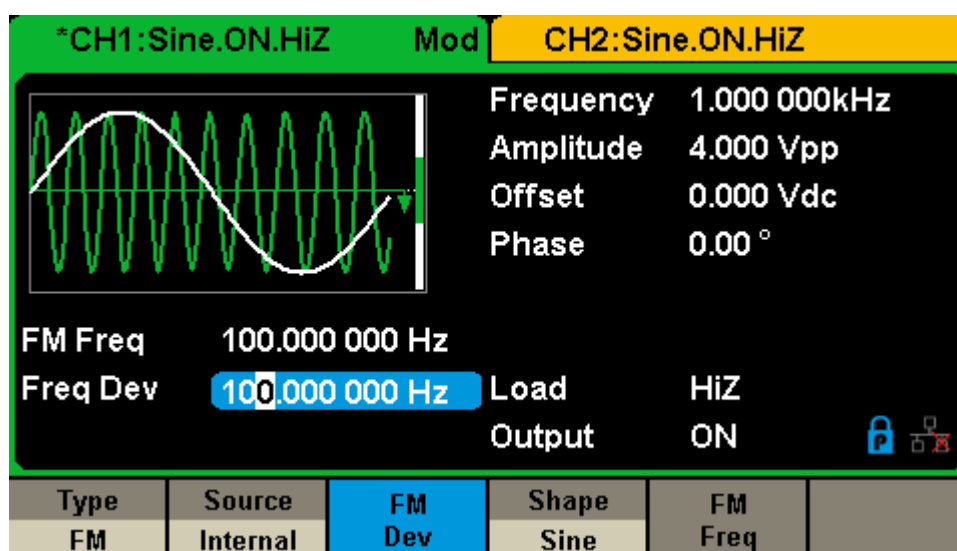 *CH1:Sine.ON.HiZ Mod CH2:Sine.ON.HiZ
Frequency 1.000 000kHz
Amplitude 4.000 Vpp
Offset 0.000 Vdc
Phase 0.00 °
FM Freq 100.000 000 Hz
Freq Dev 100.000 000 Hz Load HiZ
Output ON P
Type Source FM Shape FM
FM Internal Dev Sine Freq